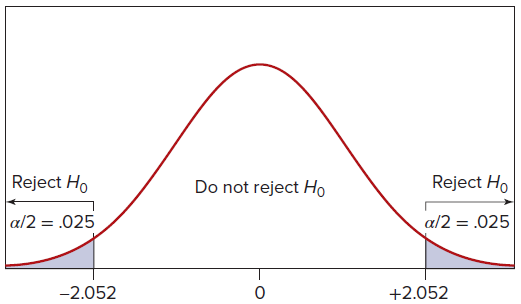 Reject H₀
Do not reject H₀
Reject H₀
α/2 = .025
α/2 = .025
−2.052
0
+2.052